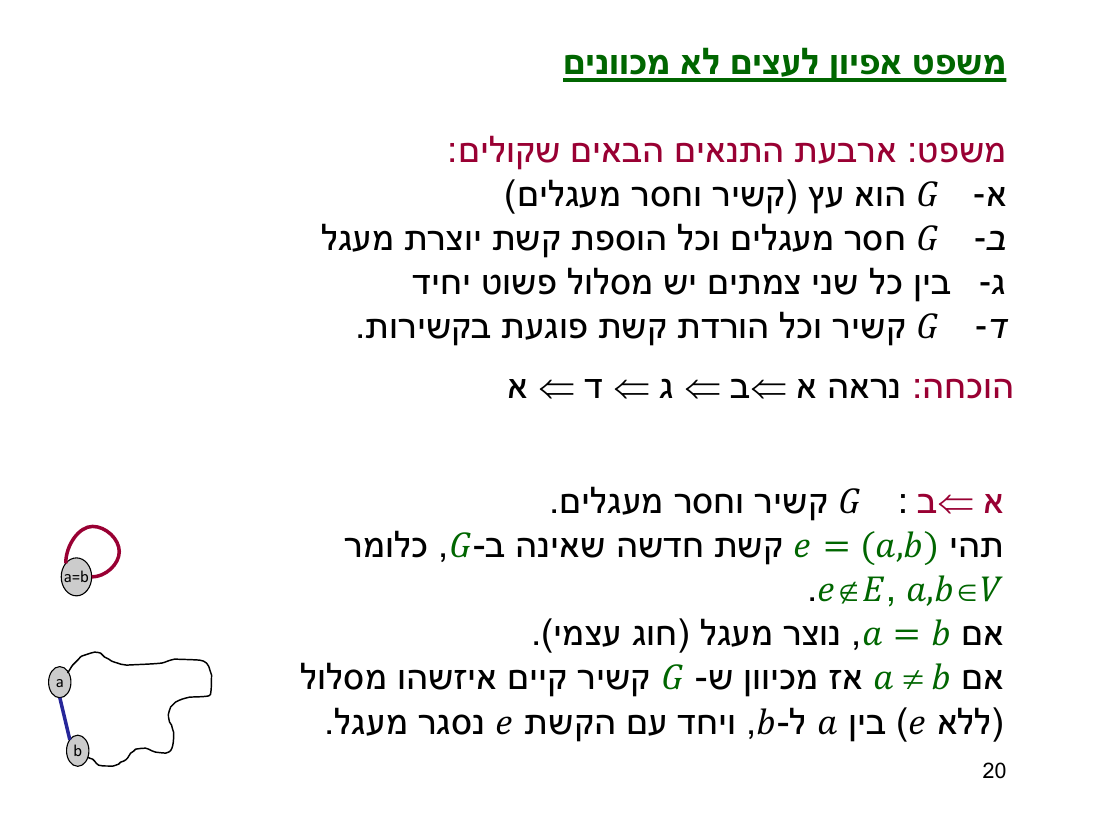 משפט אפיון לעצים לא מכוונים
משפט: ארבעת התנאים הבאים שקולים:
א- G הוא עץ (קשיר וחסר מעגלים)
ב- G חסר מעגלים וכל הוספת קשת יוצרת מעגל
ג- בין כל שני צמתים יש מסלול פשוט יחיד
ד- G קשיר וכל הורדת קשת פוגעת בקשירות.
הוכחה: נראה א ⇐ב ⇐ ג ⇐ ד ⇐ א
א ⇐ב : G קשיר וחסר מעגלים.
תהי e = (a,b) קשת חדשה שאינה ב-G, כלומר
e∉E, a,b∈V.
אם a = b, נוצר מעגל (חוג עצמי).
אם a ≠ b אז מכיוון ש- G קשיר קיים איזשהו מסלול
(ללא e) בין a ל-b, ויחד עם הקשת e נסגר מעגל.
a=b
a
b
20